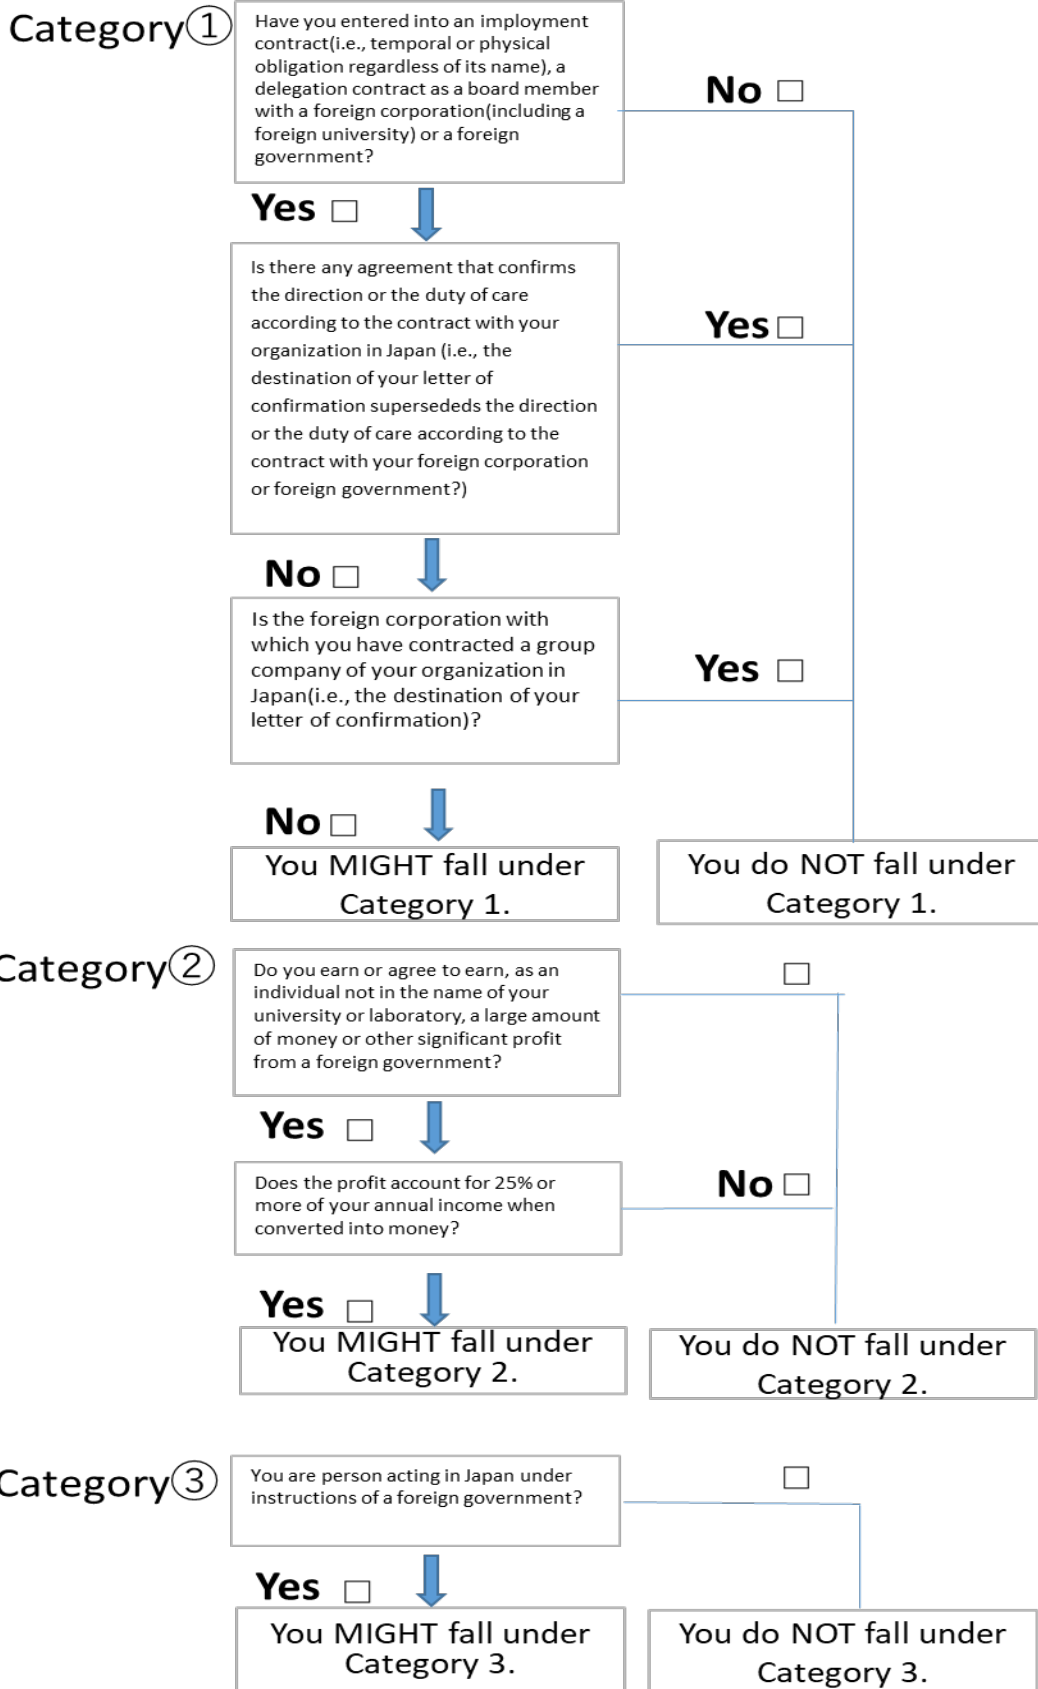 Category①
Have you entered into an imployment
contract(i.e., temporal or physical
obligation regardless of its name), a
delegation contract as a board member
with a foreign corporation(including a
foreign university) or a foreign
government?
No □
Yes □
Is there any agreement that confirms
the direction or the duty of care
according to the contract with your
organization in Japan (i.e., the
destination of your letter of
confirmation supersededs the direction
or the duty of care according to the
contract with your foreign corporation
or foreign government?)
Yes □
No □
Is the foreign corporation with
which you have contracted a group
company of your organization in
Japan(i.e., the destination of your
letter of confirmation)?
Yes □
No □
You MIGHT fall under
Category 1.
You do NOT fall under
Category 1.
Category②
Do you earn or agree to earn, as an
individual not in the name of your
university or laboratory, a large amount
of money or other significant profit
from a foreign government?
□
Yes □
Does the profit account for 25% or
more of your annual income when
converted into money?
No □
Yes □
You MIGHT fall under
Category 2.
You do NOT fall under
Category 2.
Category③
You are person acting in Japan under
instructions of a foreign government?
□
Yes □
You MIGHT fall under
Category 3.
You do NOT fall under
Category 3.